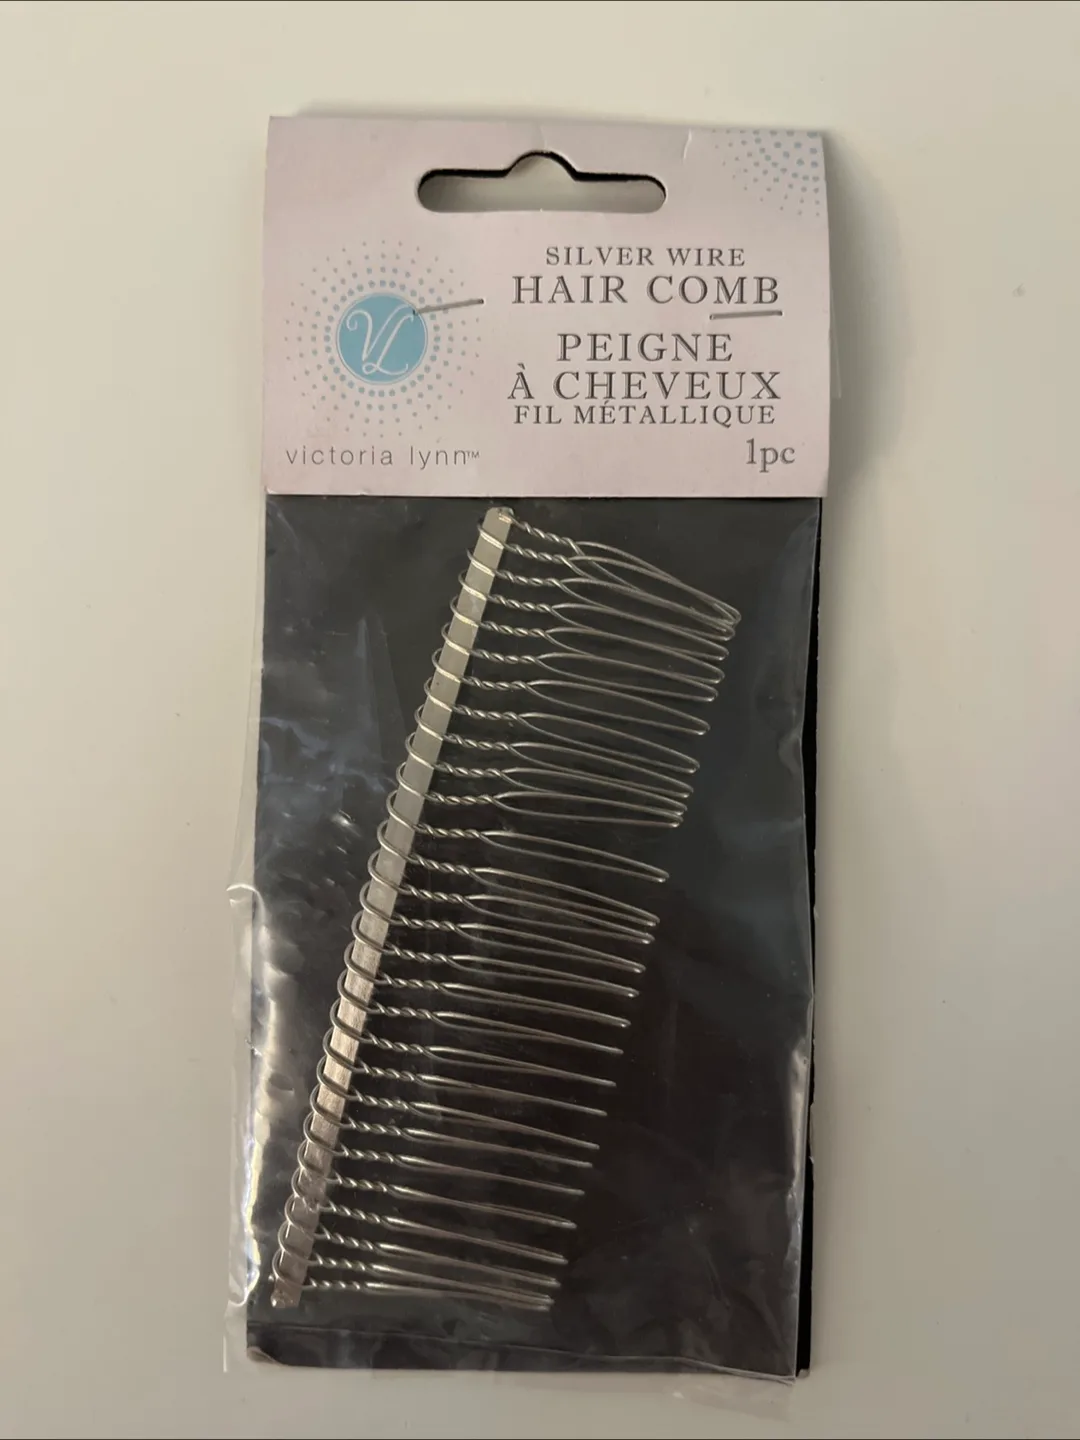 SILVER WIRE
HAIR COMB
PEIGNE
À CHEVEUX
FIL MÉTALLIQUE
1pc
VL
victoria lynn™